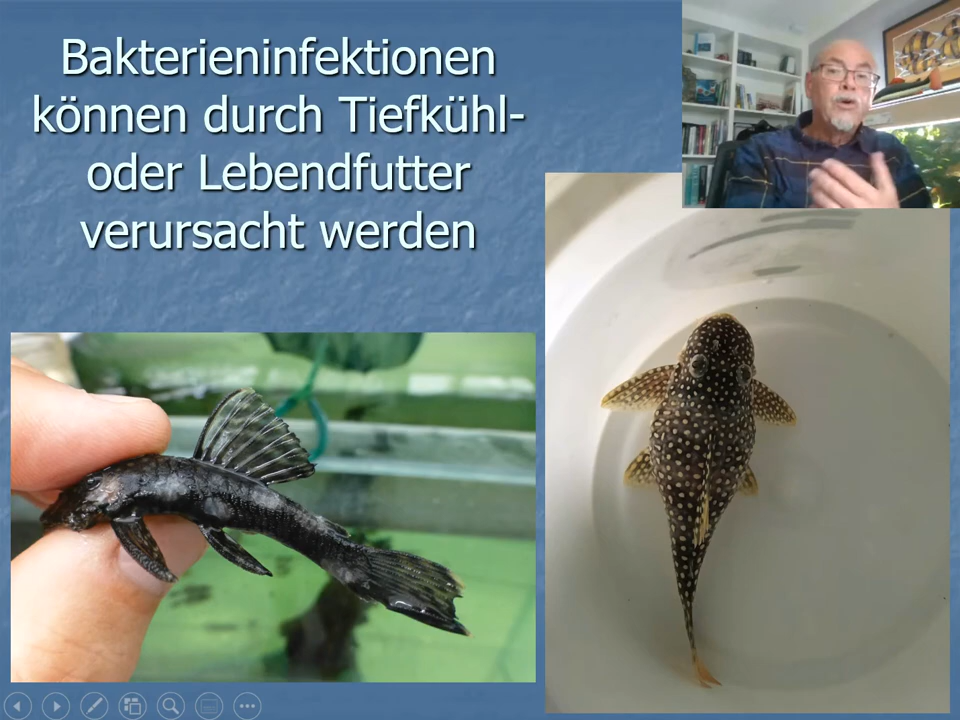 Bakterieninfektionen
können durch Tiefkühl-
oder Lebendfutter
verursacht werden